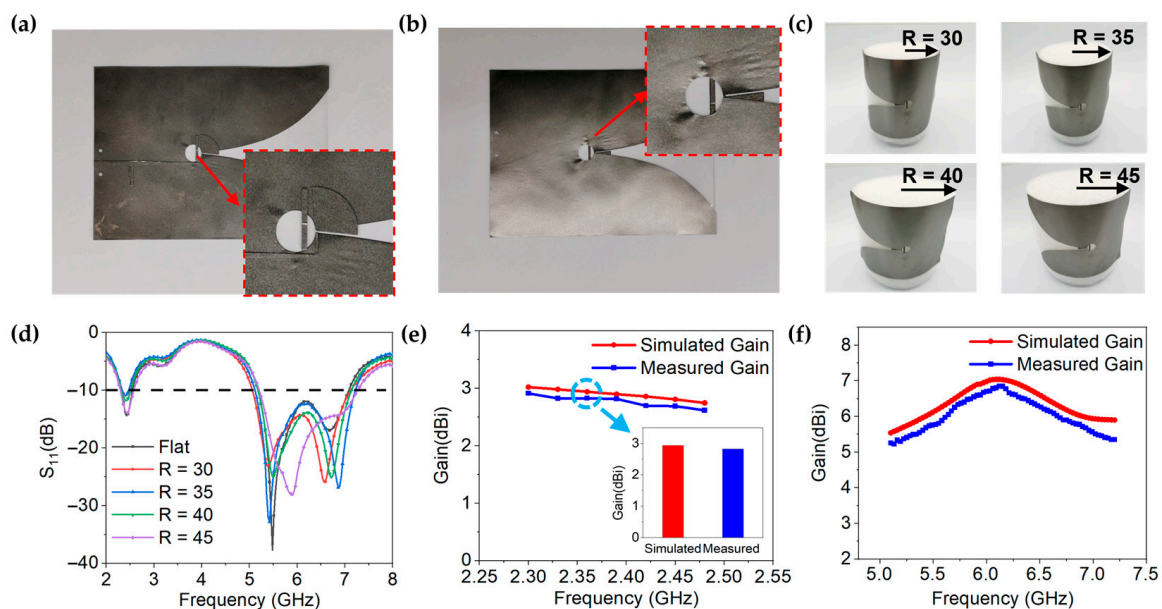 (a)
(b)
(c)
R = 30
R = 35
R = 40
R = 45
(d)
0
−10
−20
−30
−40
S11(dB)
Flat
R = 30
R = 35
R = 40
R = 45
2 3 4 5 6 7 8
Frequency (GHz)
(e)
4
3
2
1
0
Gain(dBi)
Simulated Gain
Measured Gain
3
2
1
0
Gain(dBi)
Simulated Measured
2.25 2.30 2.35 2.40 2.45 2.50 2.55
Frequency (GHz)
(f)
8
7
6
5
4
3
2
Gain(dBi)
Simulated Gain
Measured Gain
5.0 5.5 6.0 6.5 7.0 7.5
Frequency (GHz)